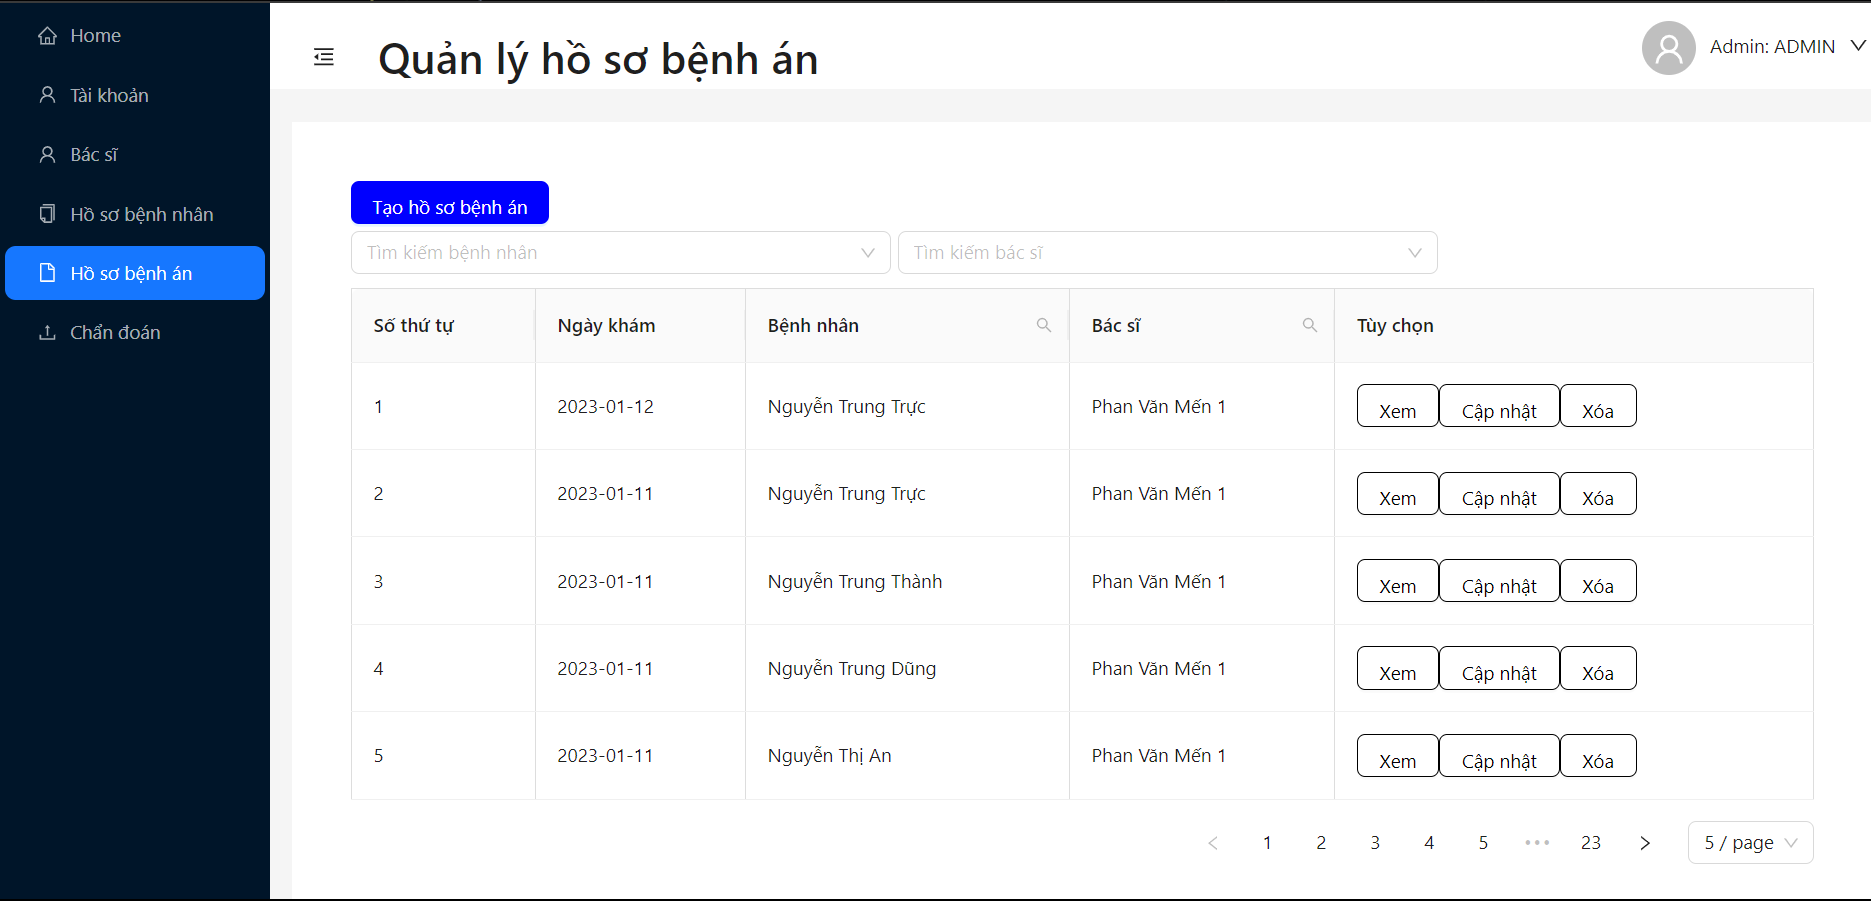 Home
Tài khoản
Bác sĩ
Hồ sơ bệnh nhân
Hồ sơ bệnh án
Chẩn đoán
Quản lý hồ sơ bệnh án
Admin: ADMIN
Tạo hồ sơ bệnh án
Tìm kiếm bệnh nhân Tìm kiếm bác sĩ
Số thứ tự Ngày khám Bệnh nhân Bác sĩ Tùy chọn
1 2023-01-12 Nguyễn Trung Trực Phan Văn Mến 1 Xem Cập nhật Xóa
2 2023-01-11 Nguyễn Trung Trực Phan Văn Mến 1 Xem Cập nhật Xóa
3 2023-01-11 Nguyễn Trung Thành Phan Văn Mến 1 Xem Cập nhật Xóa
4 2023-01-11 Nguyễn Trung Dũng Phan Văn Mến 1 Xem Cập nhật Xóa
5 2023-01-11 Nguyễn Thị An Phan Văn Mến 1 Xem Cập nhật Xóa
1 2 3 4 5 ••• 23 5 / page